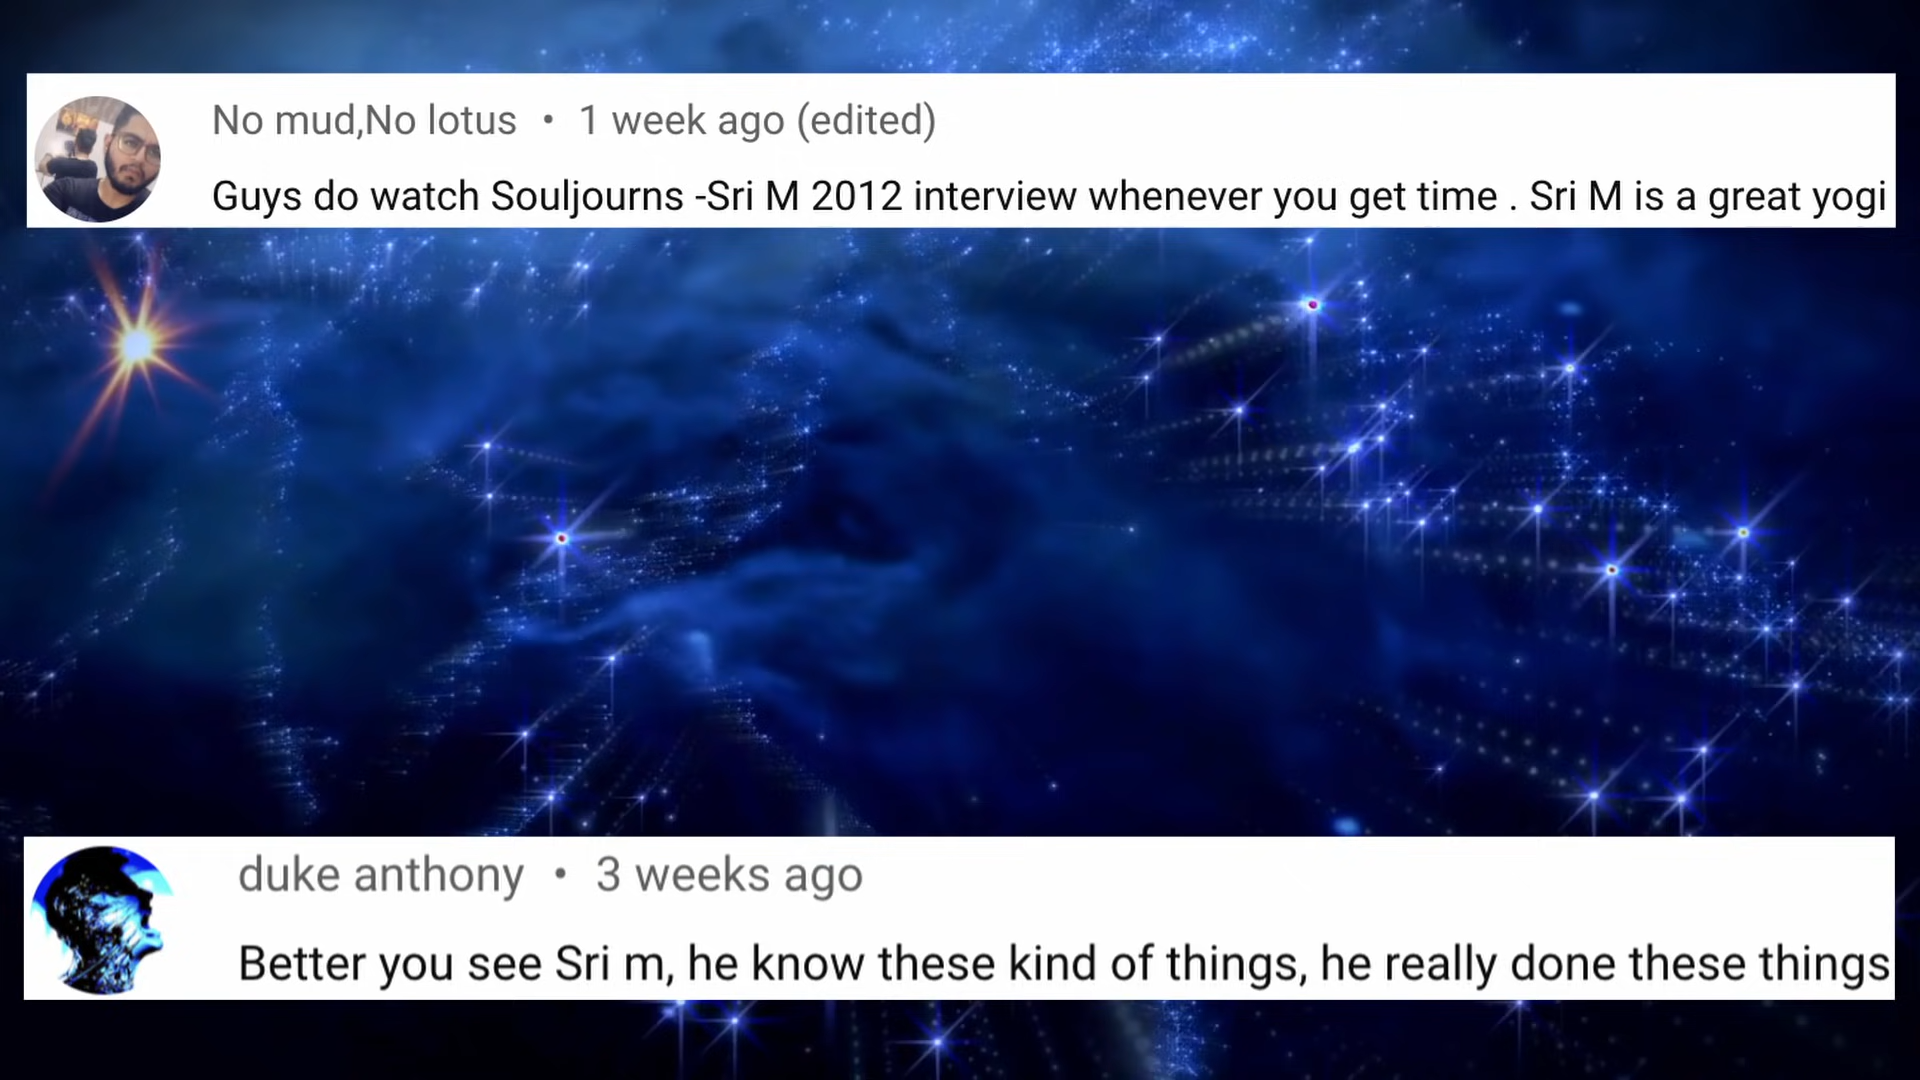 No mud,No lotus • 1 week ago (edited)
Guys do watch Souljourns -Sri M 2012 interview whenever you get time . Sri M is a great yogi
duke anthony • 3 weeks ago
Better you see Sri m, he know these kind of things, he really done these things